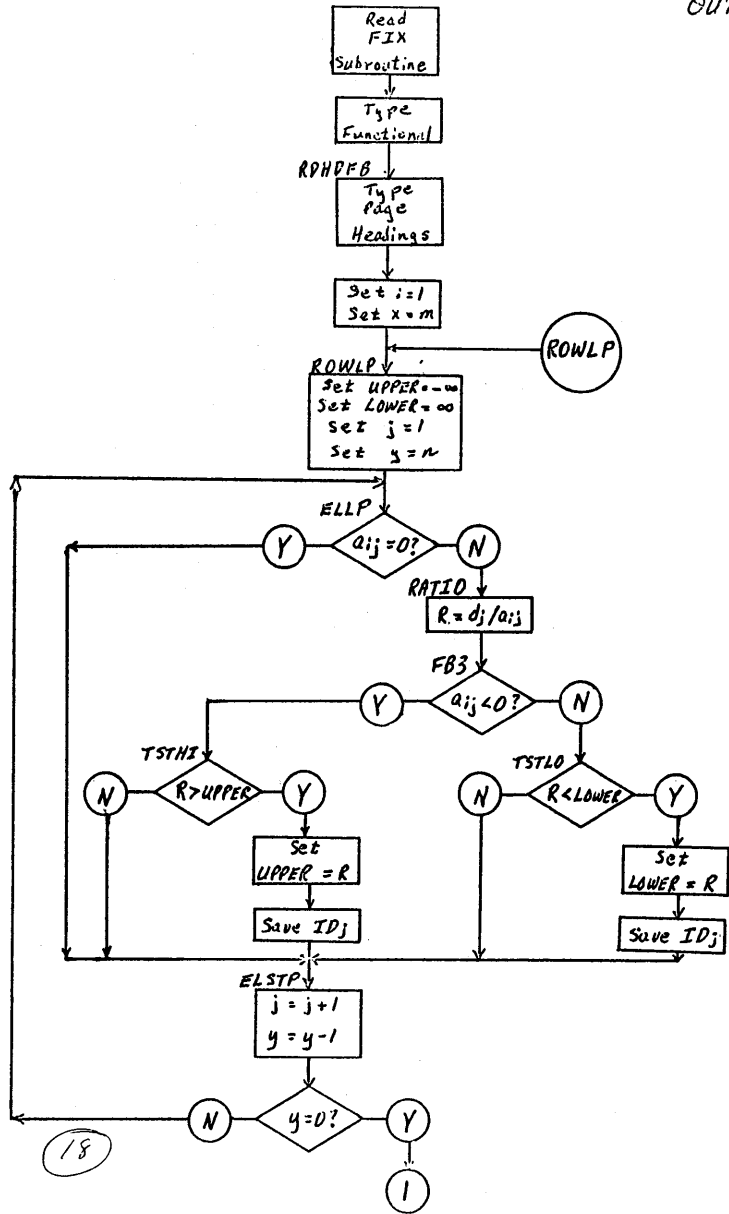 OUT
Read
FIX
Subroutine
Type
Functional
RDHDFB
Type
Page
Headings
Set i=1
Set x=m
ROWLP
ROWLP
Set UPPER=-∞
Set LOWER=∞
Set j=1
Set y=n
ELLP
Y
aij=0?
N
RATIO
R=dj/aij
FB3
Y
aij<0?
N
TSTHI
TSTLO
N
R>UPPER
Y
N
R<LOWER
Y
Set
UPPER = R
Set
LOWER = R
Save IDj
Save IDj
ELSTP
j = j+1
y = y-1
N
y=0?
Y
18
1